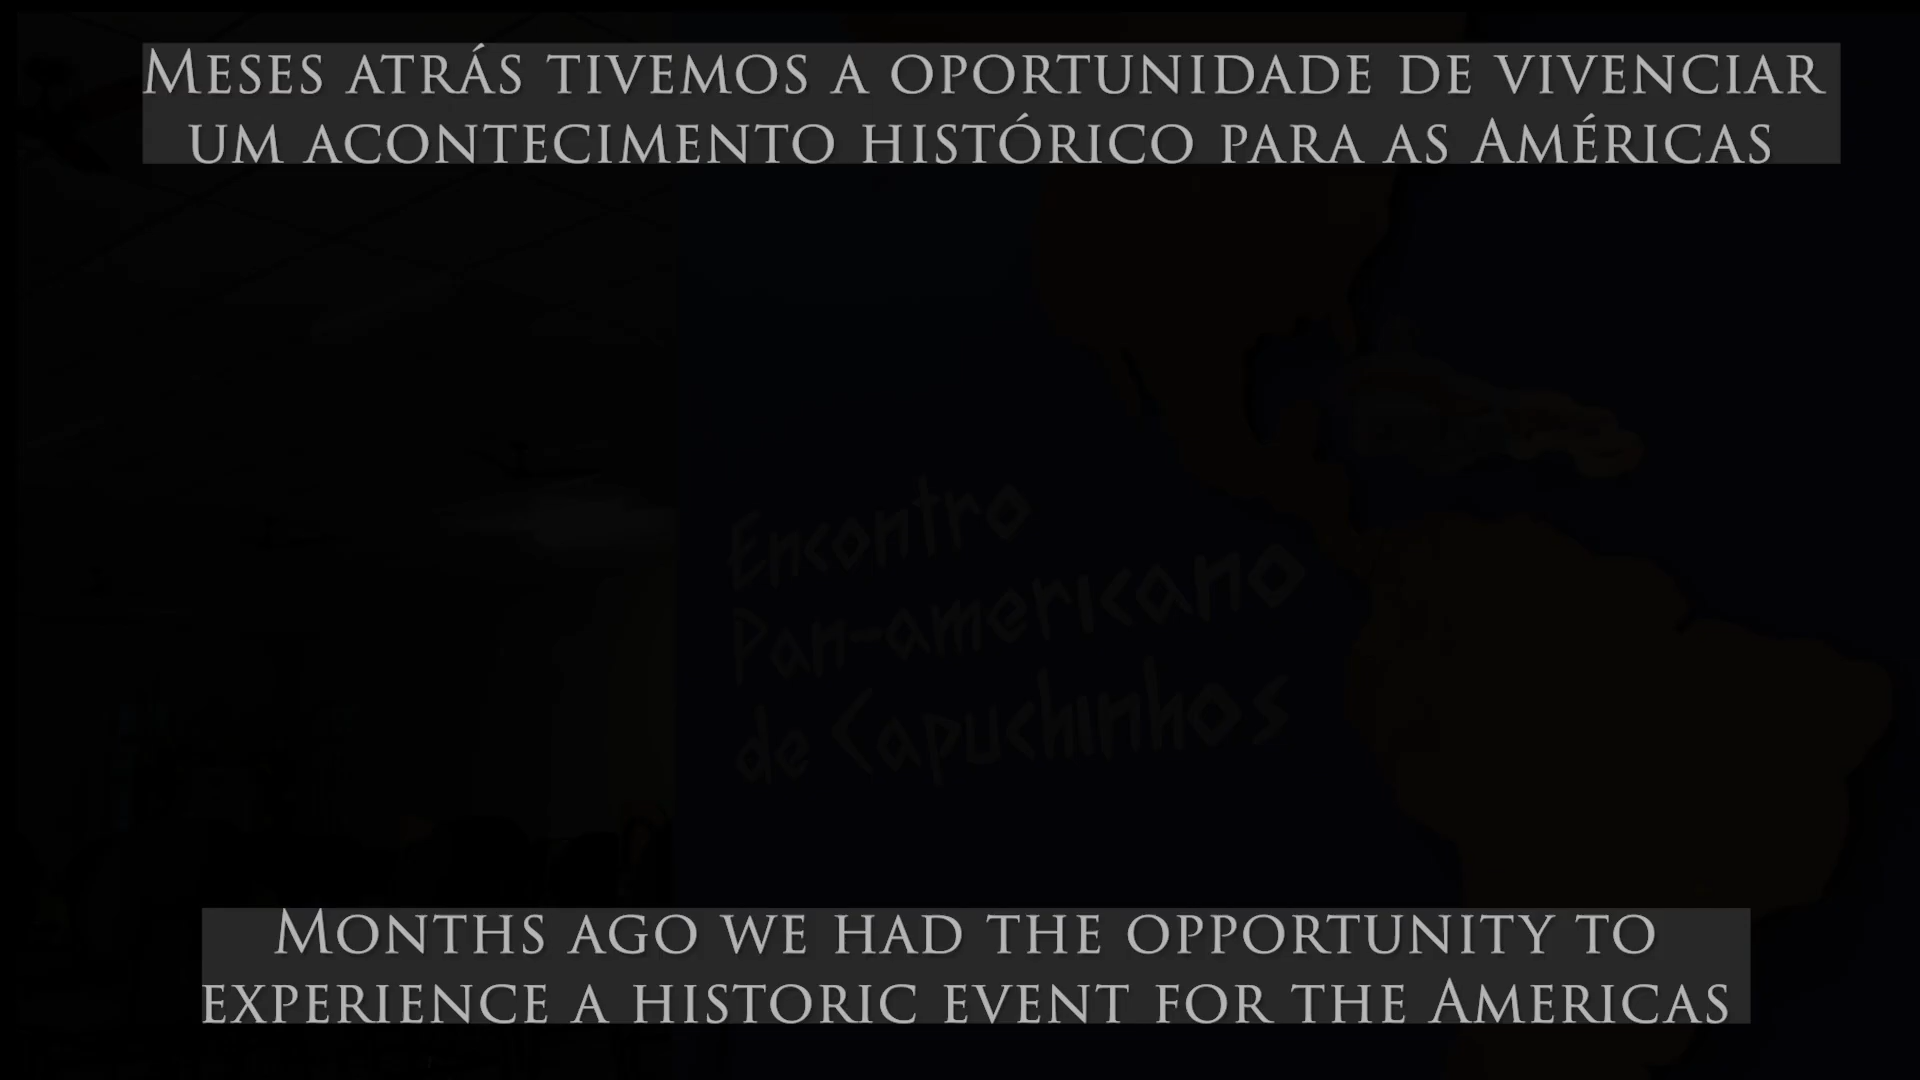 Meses atrás tivemos a oportunidade de vivenciar
um acontecimento histórico para as Américas
Encontro
Pan-americano
de Capuchinhos
Months ago we had the opportunity to
experience a historic event for the Americas